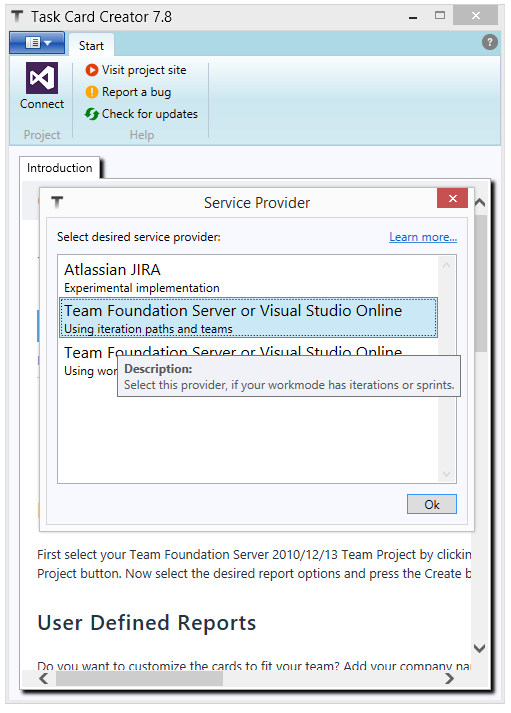 Task Card Creator 7.8
Start
Connect
Project
Visit project site
Report a bug
Check for updates
Help
Introduction
Service Provider
Select desired service provider:
Learn more...
Atlassian JIRA
Experimental implementation
Team Foundation Server or Visual Studio Online
Using iteration paths and teams
Team Foundation Server or Visual Studio Online
Using
Description:
Select this provider, if your workmode has iterations or sprints.
Ok
First select your Team Foundation Server 2010/12/13 Team Project by
Project button. Now select the desired report options and press the Create
User Defined Reports
Do you want to customize the cards to fit your team? Add your company